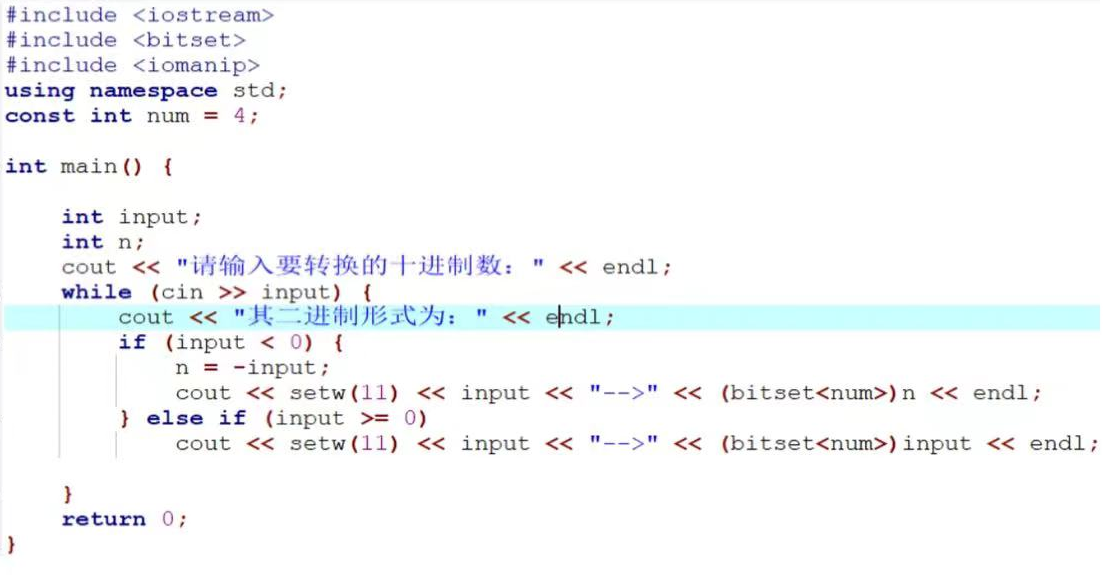 #include <iostream>
#include <bitset>
#include <iomanip>
using namespace std;
const int num = 4;
int main() {
int input;
int n;
cout << "请输入要转换的十进制数：" << endl;
while (cin >> input) {
cout << "其二进制形式为：" << endl;
if (input < 0) {
n = -input;
cout << setw(11) << input << "-->" << (bitset<num>)n << endl;
} else if (input >= 0)
cout << setw(11) << input << "-->" << (bitset<num>)input << endl;
}
return 0;
}